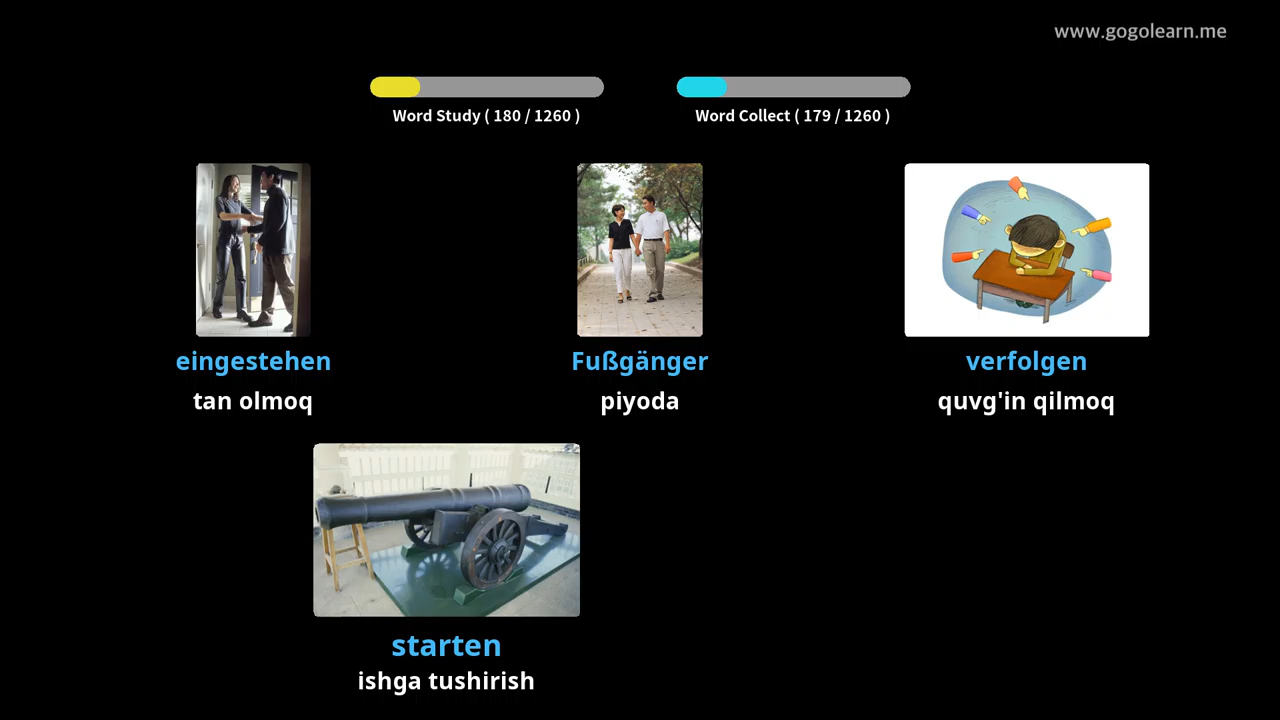 www.gogolearn.me
Word Study ( 180 / 1260 )
Word Collect ( 179 / 1260 )
eingestehen
tan olmoq
Fußgänger
piyoda
verfolgen
quvg'in qilmoq
starten
ishga tushirish